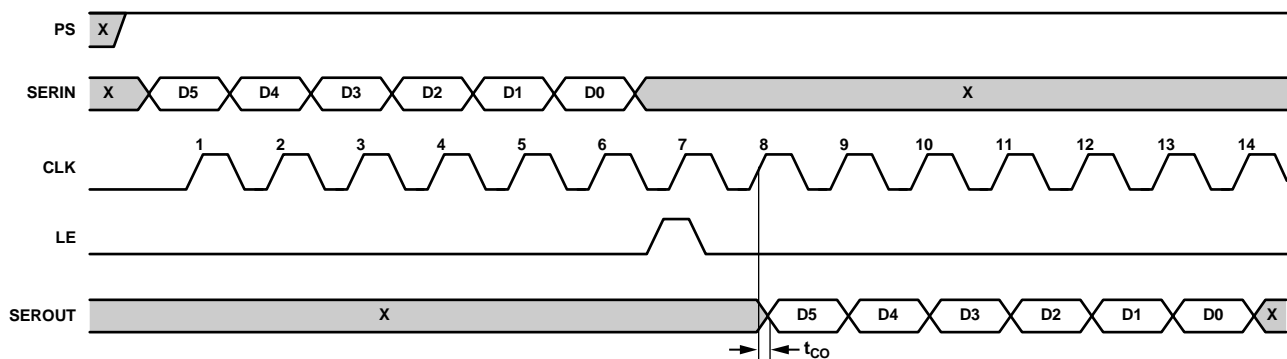 PS X
SERIN X D5 D4 D3 D2 D1 D0 X
1 2 3 4 5 6 7 8 9 10 11 12 13 14
CLK
LE
SEROUT X D5 D4 D3 D2 D1 D0 X
tCO